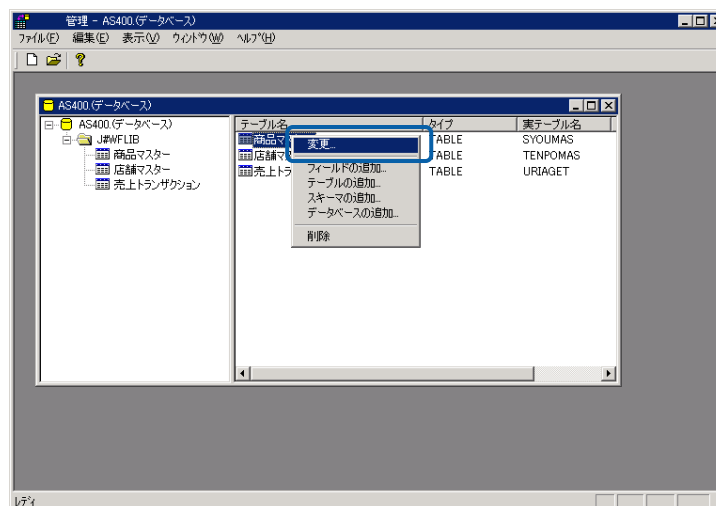 管理 - AS400.(データベース)
ファイル(F) 編集(E) 表示(V) ウィンドウ(W) ヘルプ(H)
AS400.(データベース)
AS400.(データベース)
J#WFLIB
商品マスター
店舗マスター
売上トランザクション
テーブル名 タイプ 実テーブル名
商品マ TABLE SYOUMAS
店舗マ TABLE TENPOMAS
売上トラ TABLE URIAGET
変更...
フィールドの追加...
テーブルの追加...
スキーマの追加...
データベースの追加...
削除
レディ